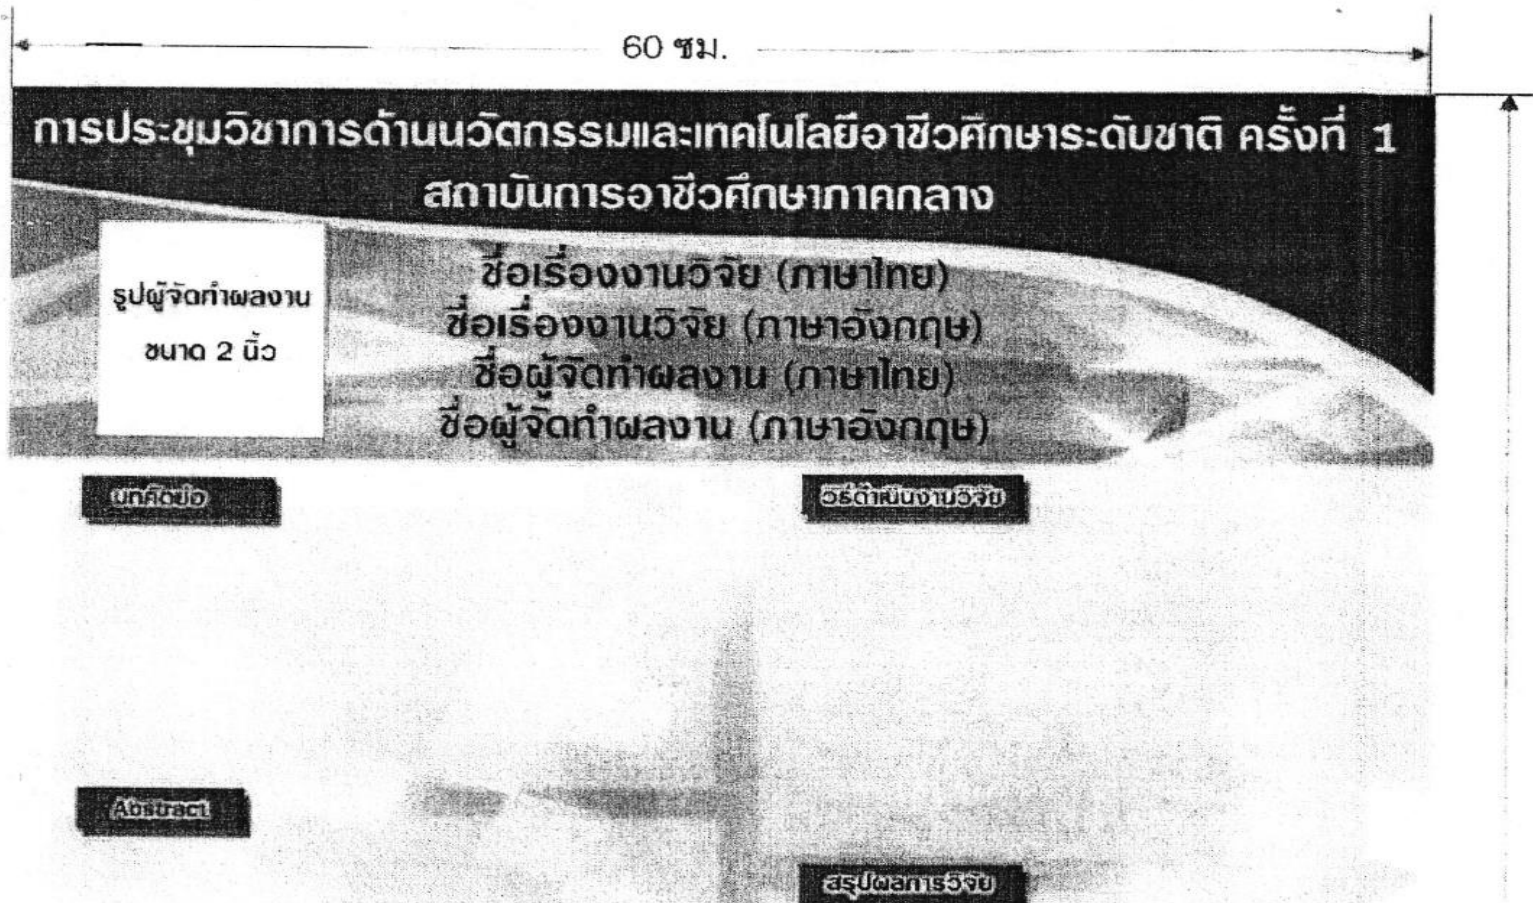 60 ซม.
การประชุมวิชาการด้านนวัตกรรมและเทคโนโลยีอาชีวศึกษาระดับชาติ ครั้งที่ 1
สถาบันการอาชีวศึกษาภาคกลาง
รูปผู้จัดทำผลงาน
ขนาด 2 นิ้ว
ชื่อเรื่องงานวิจัย (ภาษาไทย)
ชื่อเรื่องงานวิจัย (ภาษาอังกฤษ)
ชื่อผู้จัดทำผลงาน (ภาษาไทย)
ชื่อผู้จัดทำผลงาน (ภาษาอังกฤษ)
บทคัดย่อ
Abstract
วิธีดำเนินงานวิจัย
สรุปผลการวิจัย